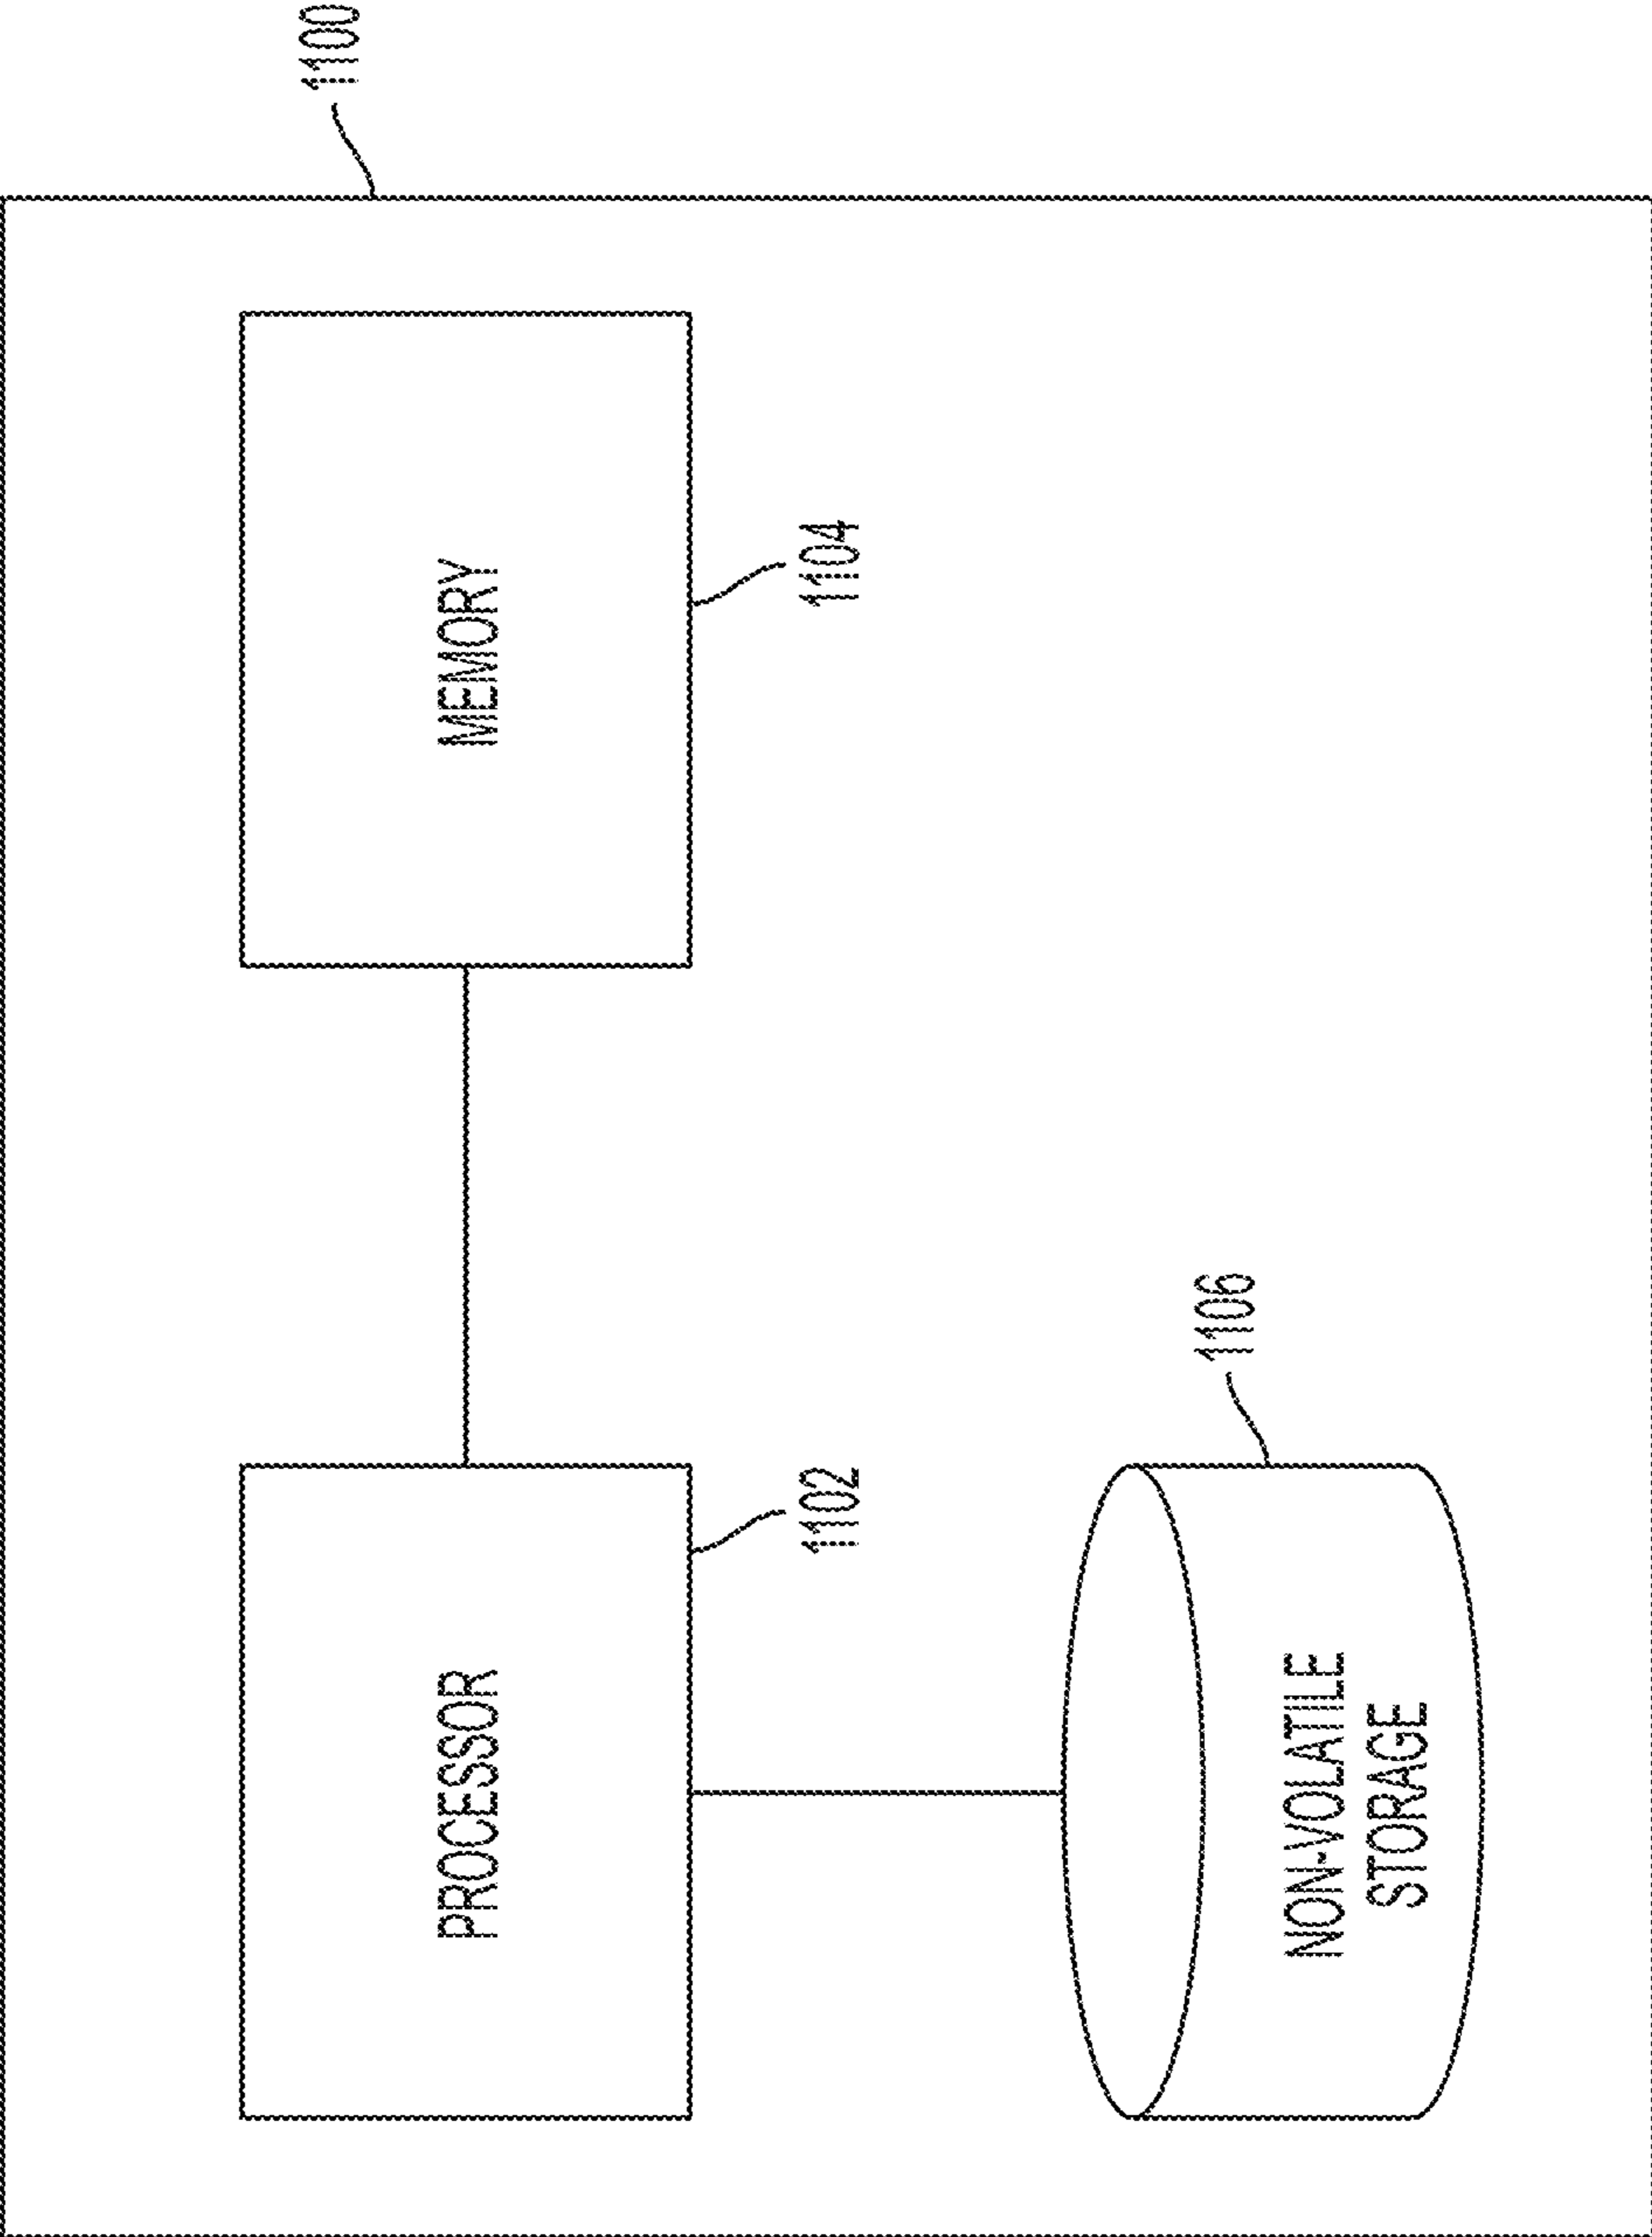 1100
PROCESSOR
MEMORY
1102
1104
1106
NON-VOLATILE
STORAGE